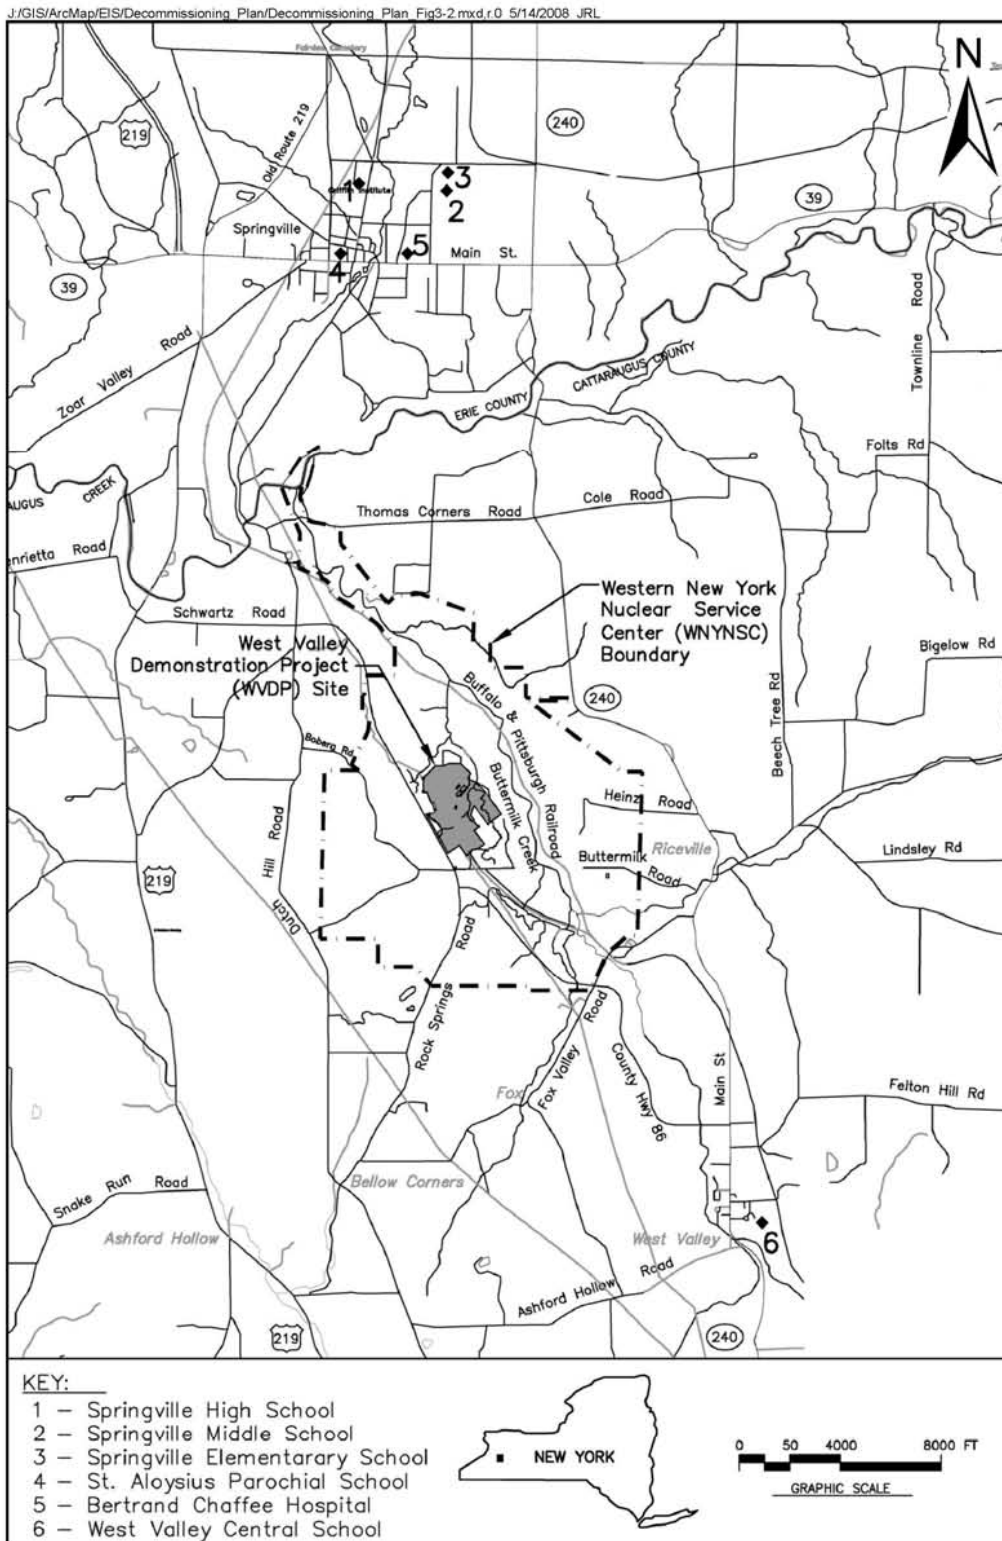 J:/GIS/ArcMap/EIS/Decommissioning_Plan/Decommissioning_Plan_Fig3-2.mxd,r.0 5/14/2008 JRL
N
219
Old Route 219
240
3
1
2
39
Springville
5
Main St.
4
39
Townline Road
Zoar Valley Road
CATTARAUGUS COUNTY
ERIE COUNTY
Folts Rd
AUGUS CREEK
Cole Road
Thomas Corners Road
enrietta Road
Western New York
Nuclear Service
Center (WNYNSC)
Boundary
Schwartz Road
West Valley
Demonstration Project
(WVDP) Site
Bigelow Rd
240
Buffalo & Pittsburgh Railroad
Beech Tree Rd
Boberg Rd
Buttermilk Creek
Heinz Road
Dutch Hill Road
Riceville
Lindsley Rd
Buttermilk Road
219
Rock Springs Road
Fox Valley Road
County Hwy 86
Main St
Felton Hill Rd
Fox
Snake Run Road
Bellow Corners
Ashford Hollow
West Valley
6
Ashford Hollow Road
219
240
KEY:
1 – Springville High School
2 – Springville Middle School
3 – Springville Elementarary School
4 – St. Aloysius Parochial School
5 – Bertrand Chaffee Hospital
6 – West Valley Central School
NEW YORK
0 50 4000 8000 FT
GRAPHIC SCALE